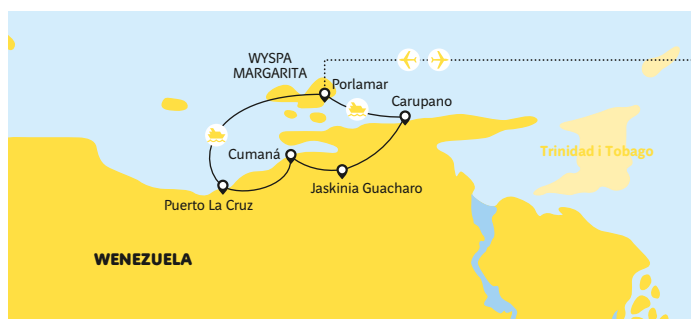 WYSPA
MARGARITA
Porlamar
Carupano
Trinidad i Tobago
Cumaná
Jaskinia Guacharo
Puerto La Cruz
WENEZUELA